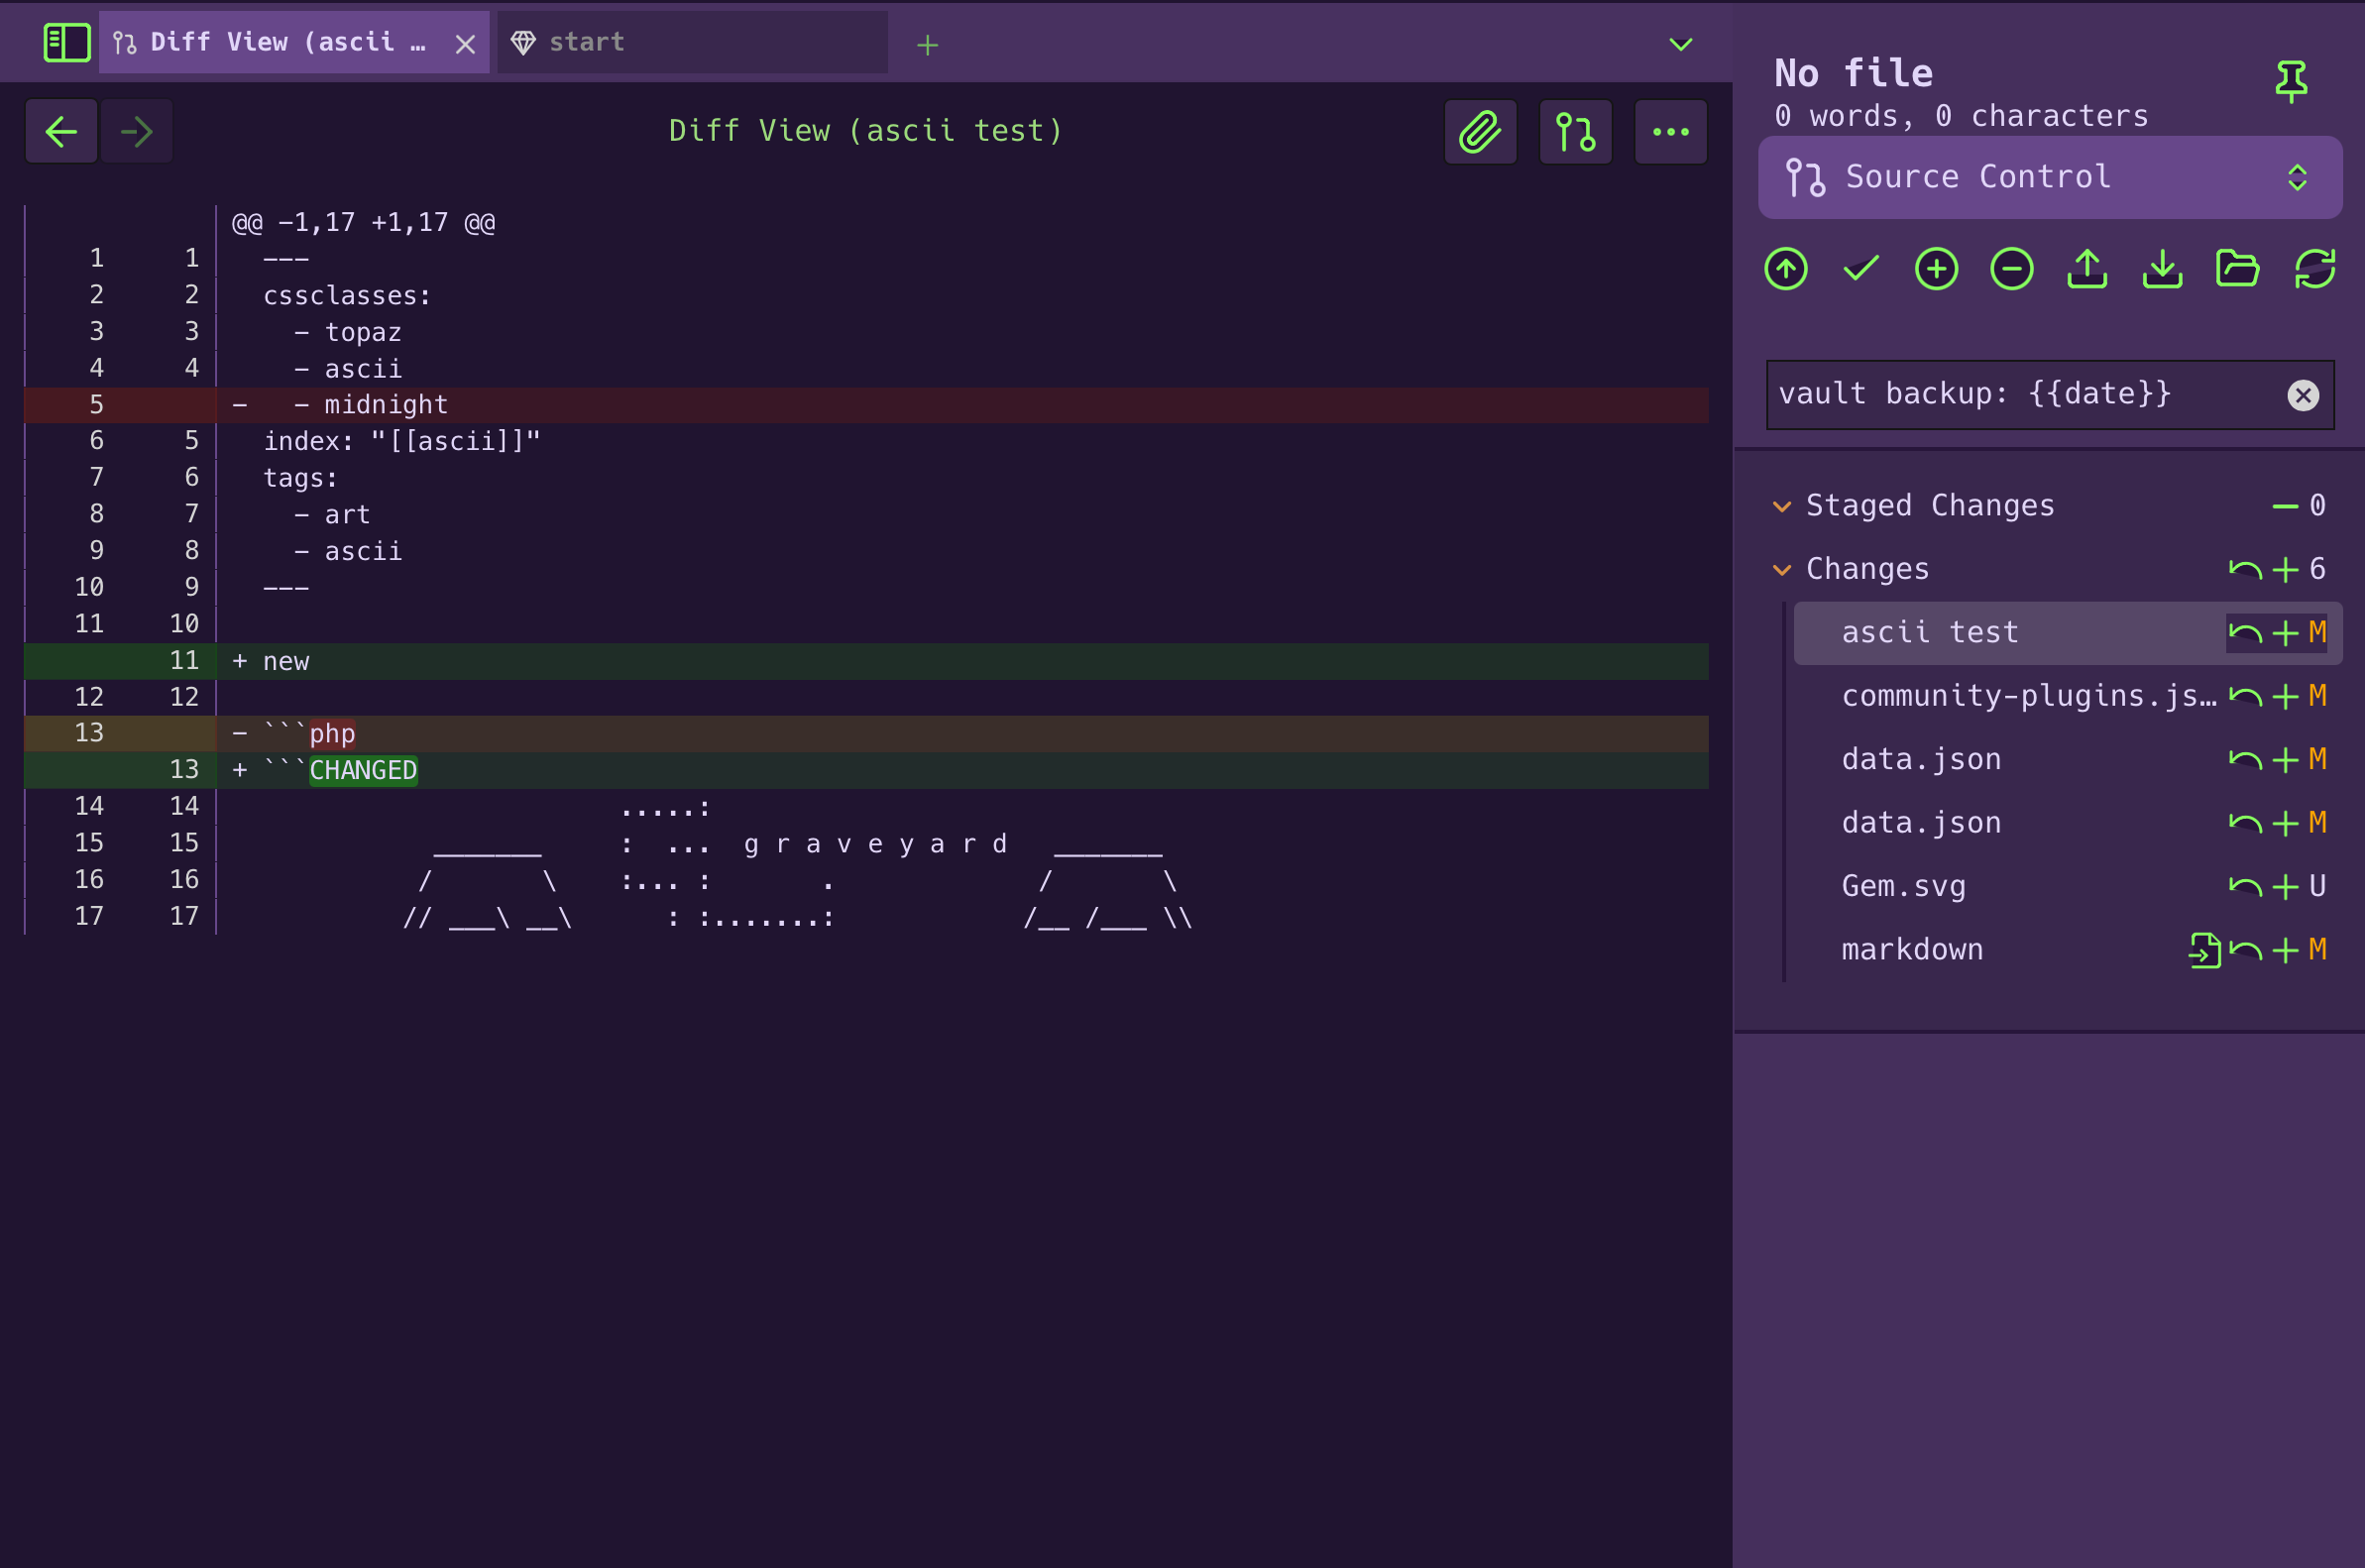 Diff View (ascii …
start
Diff View (ascii test)
@@ -1,17 +1,17 @@
1 1 ---
2 2 cssclasses:
3 3   - topaz
4 4   - ascii
5 -   - midnight
6 5 index: "[[ascii]]"
7 6 tags:
8 7   - art
9 8   - ascii
10 9 ---
11 10
11 + new
12 12
13 - ```php
13 + ```CHANGED
14 14                        .....:
15 15            _______     :  ...  g r a v e y a r d   _______
16 16           /       \    :... :       .             /       \
17 17          // ___\ __\      : :.......:            /__ /___ \\
No file
0 words, 0 characters
Source Control
vault backup: {{date}}
Staged Changes 0
Changes 6
ascii test M
community-plugins.js… M
data.json M
data.json M
Gem.svg U
markdown M